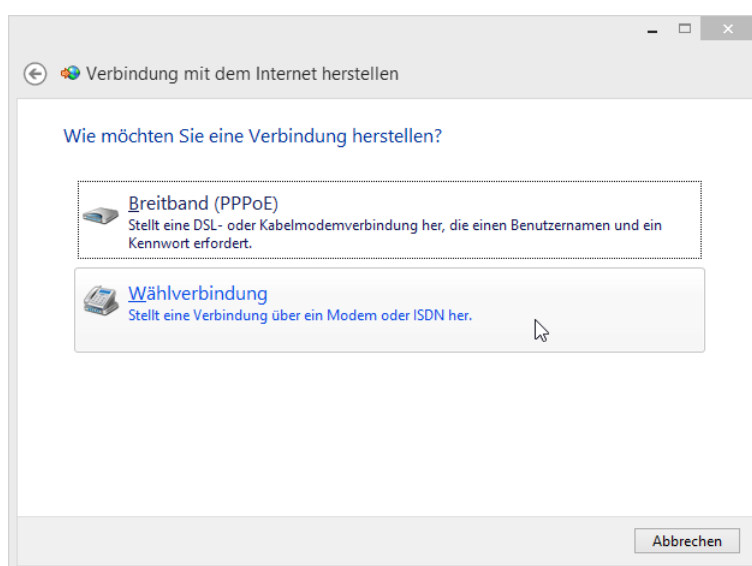 Verbindung mit dem Internet herstellen
Wie möchten Sie eine Verbindung herstellen?
Breitband (PPPoE)
Stellt eine DSL- oder Kabelmodemverbindung her, die einen Benutzernamen und ein
Kennwort erfordert.
Wählverbindung
Stellt eine Verbindung über ein Modem oder ISDN her.
Abbrechen